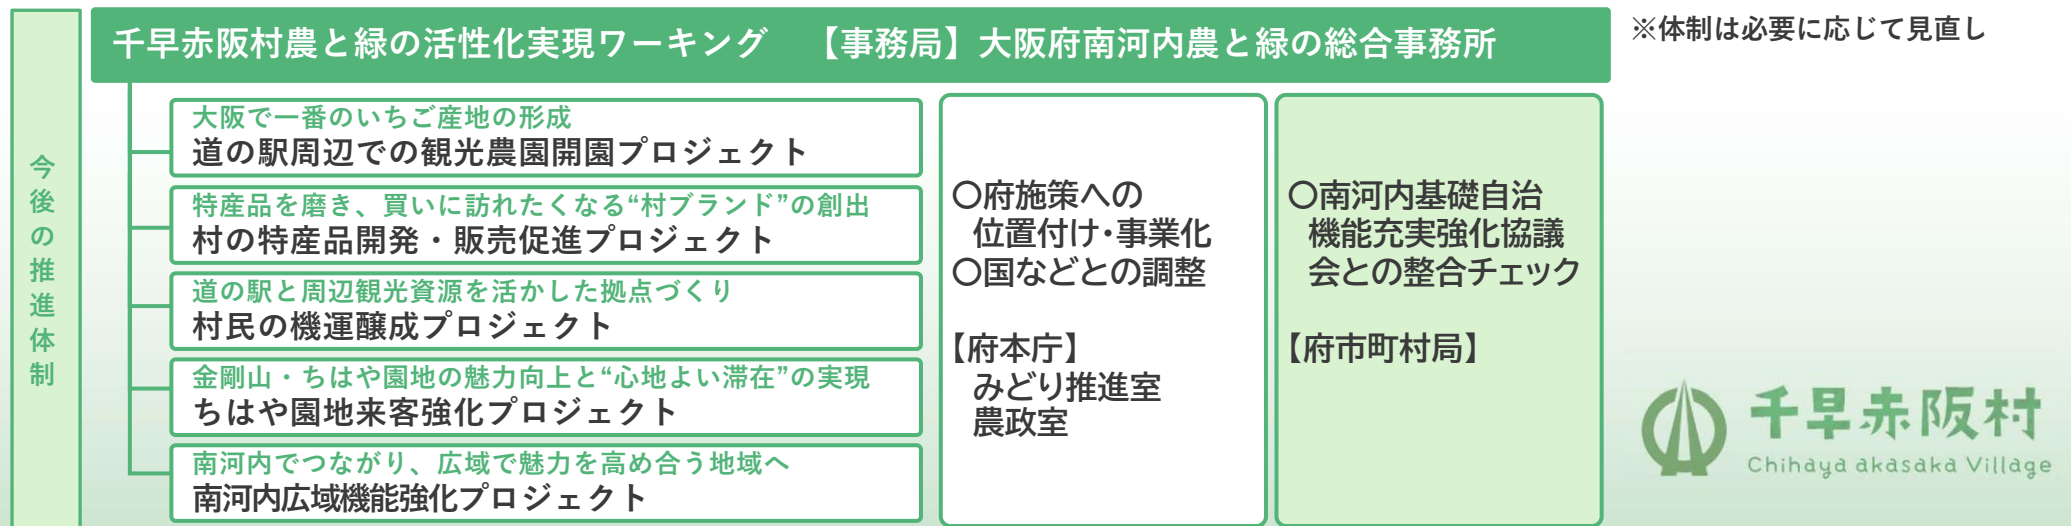 今後の推進体制
千早赤阪村農と緑の活性化実現ワーキング 【事務局】大阪府南河内農と緑の総合事務所
※体制は必要に応じて見直し
大阪で一番のいちご産地の形成
道の駅周辺での観光農園開園プロジェクト
特産品を磨き、買いに訪れたくなる“村ブランド”の創出
村の特産品開発・販売促進プロジェクト
道の駅と周辺観光資源を活かした拠点づくり
村民の機運醸成プロジェクト
金剛山・ちはや園地の魅力向上と“心地よい滞在”の実現
ちはや園地来客強化プロジェクト
南河内でつながり、広域で魅力を高め合う地域へ
南河内広域機能強化プロジェクト
〇府施策への
位置付け・事業化
〇国などとの調整
【府本庁】
みどり推進室
農政室
〇南河内基礎自治
機能充実強化協議
会との整合チェック
【府市町村局】
千早赤阪村
Chihaya akasaka Village